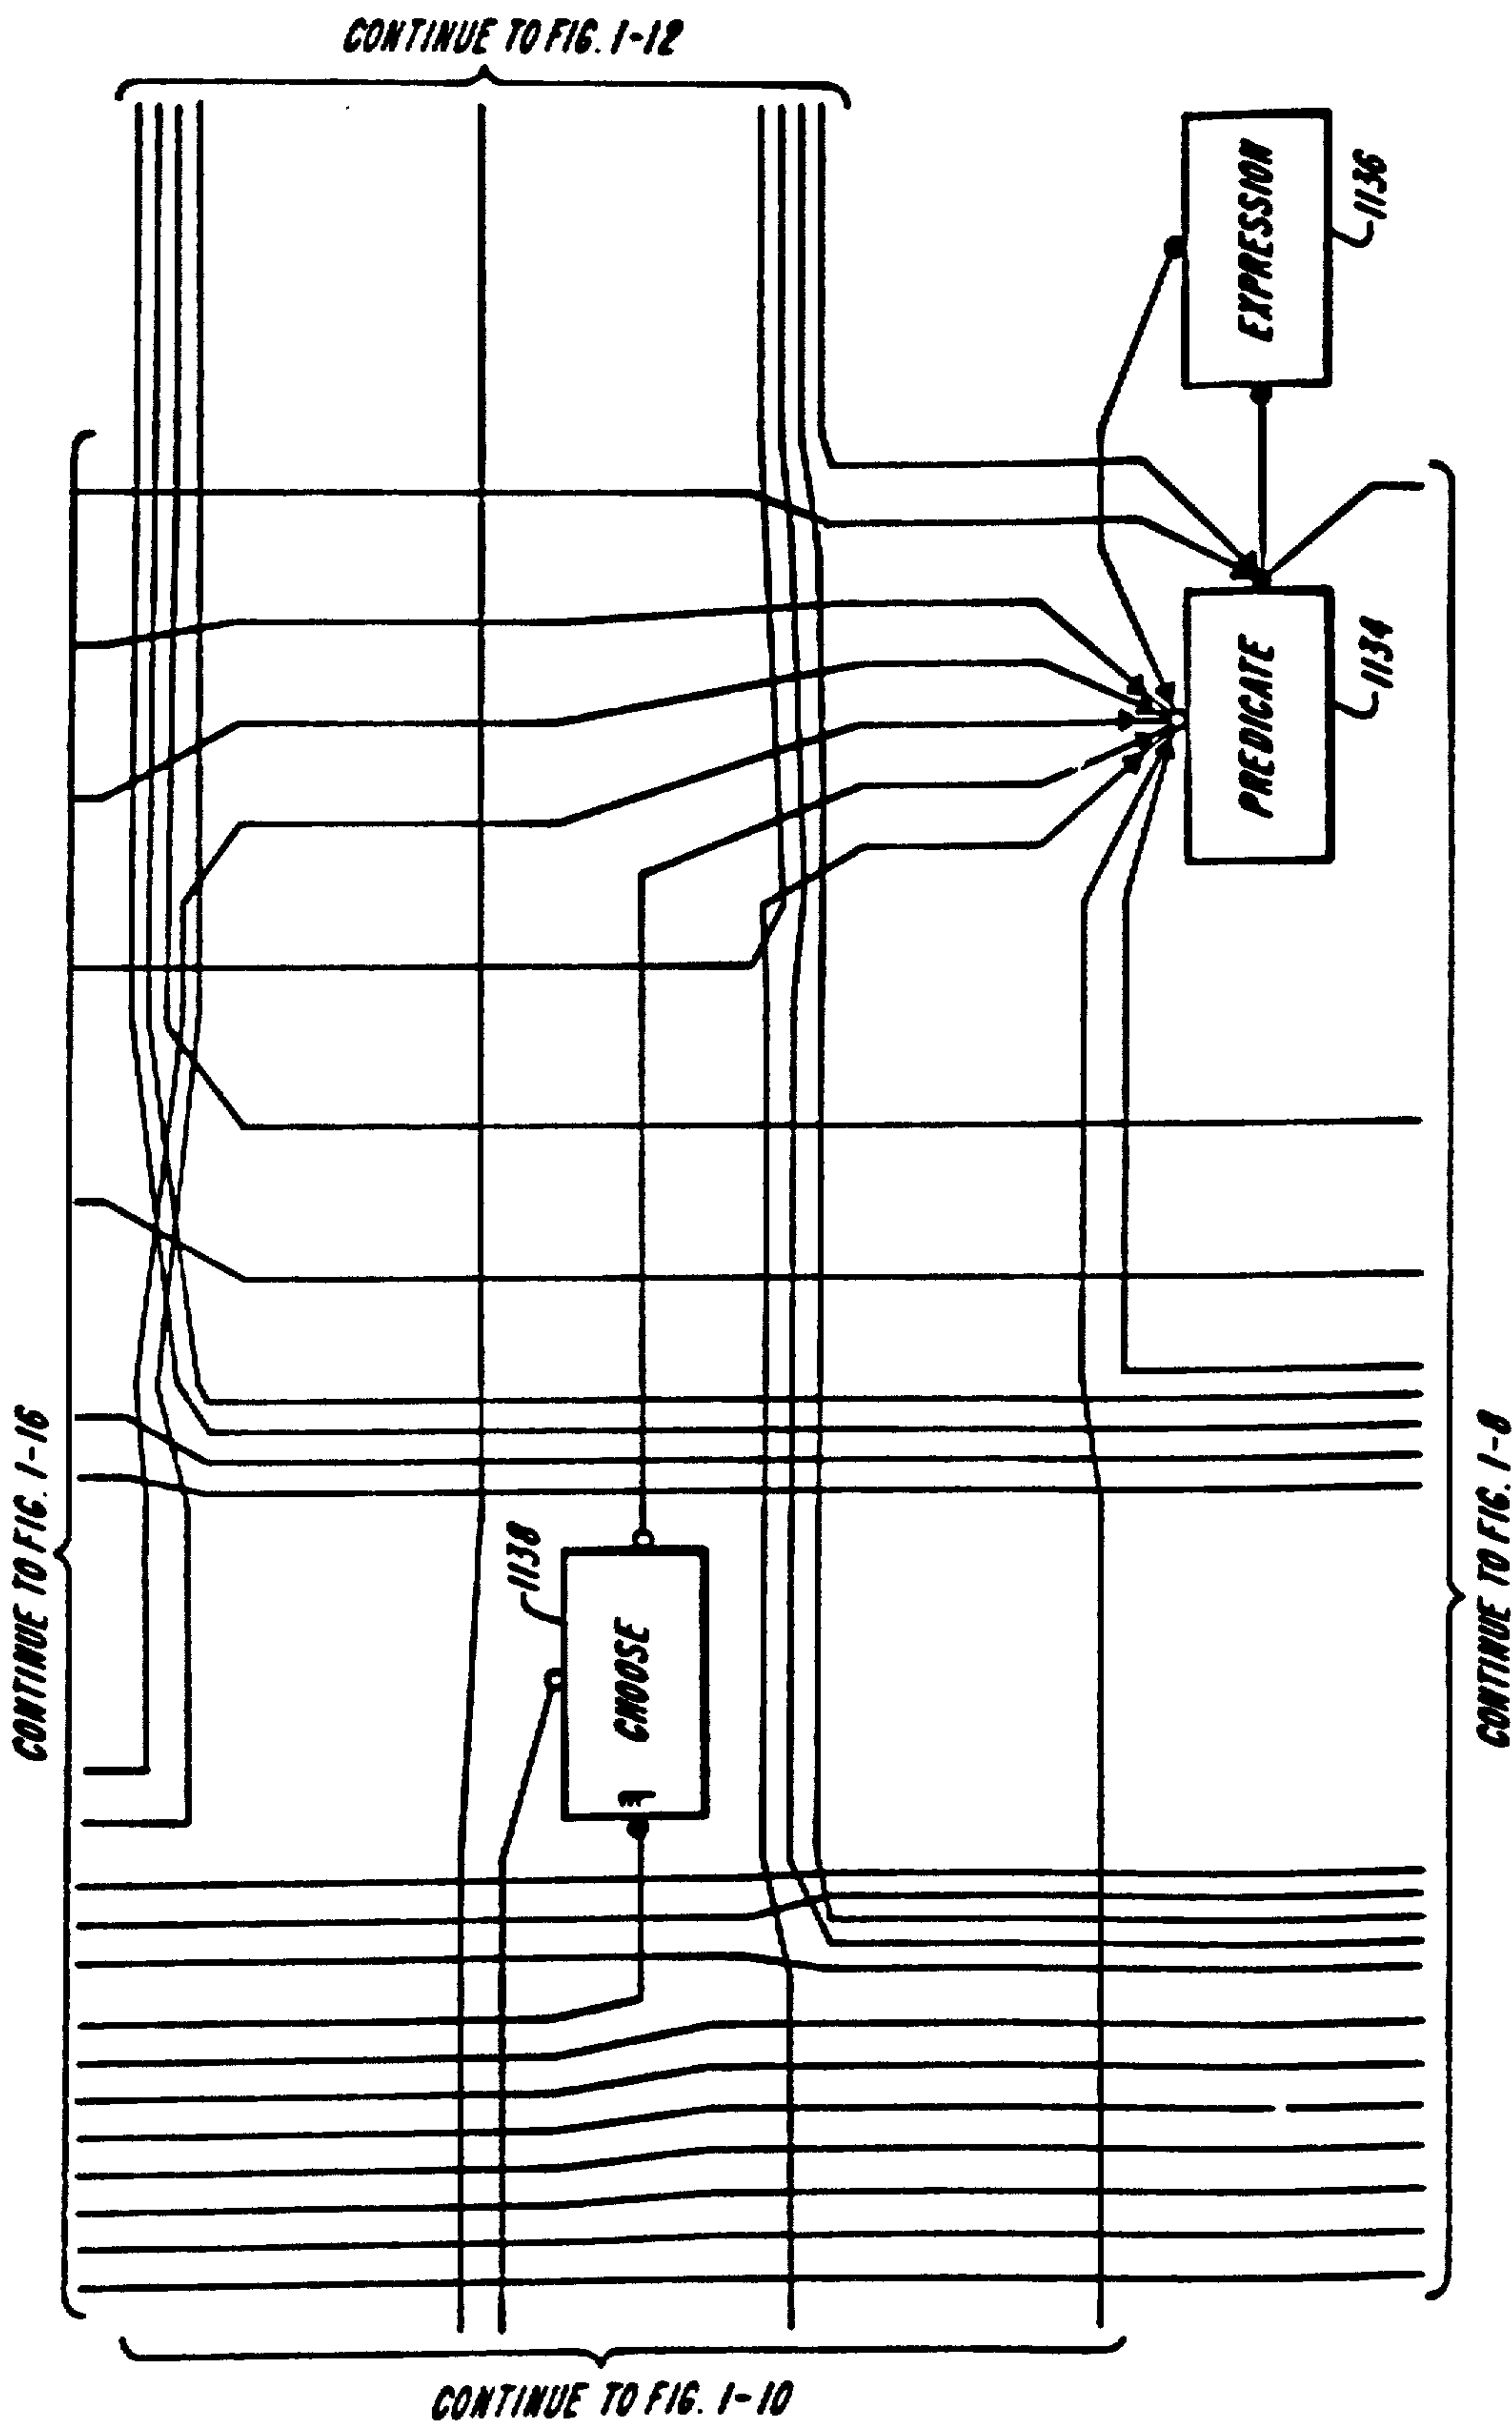 CONTINUE TO FIG. 1-12
CONTINUE TO FIG. 1-16
EXPRESSION
1136
PREDICATE
1134
1138
CHOOSE
m
CONTINUE TO FIG. 1-8
CONTINUE TO FIG. 1-10